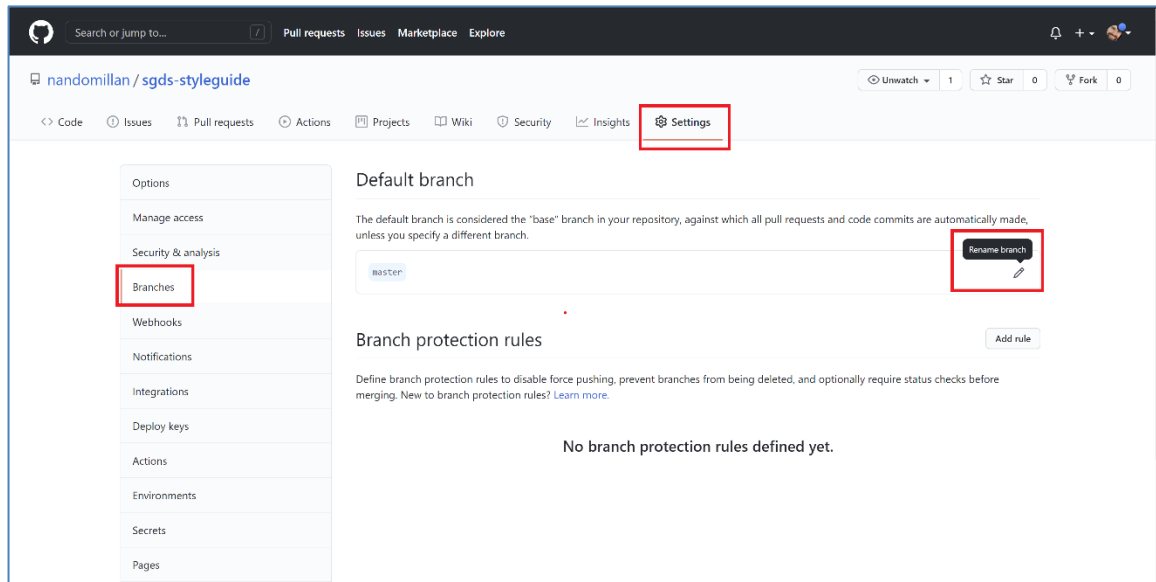 Search or jump to... /
Pull requests Issues Marketplace Explore
nandomillan / sgds-styleguide
Unwatch 1 Star 0 Fork 0
Code Issues Pull requests Actions Projects Wiki Security Insights Settings
Options
Manage access
Security & analysis
Branches
Webhooks
Notifications
Integrations
Deploy keys
Actions
Environments
Secrets
Pages
Default branch
The default branch is considered the "base" branch in your repository, against which all pull requests and code commits are automatically made,
unless you specify a different branch.
Rename branch
master
Branch protection rules
Add rule
Define branch protection rules to disable force pushing, prevent branches from being deleted, and optionally require status checks before
merging. New to branch protection rules? Learn more.
No branch protection rules defined yet.